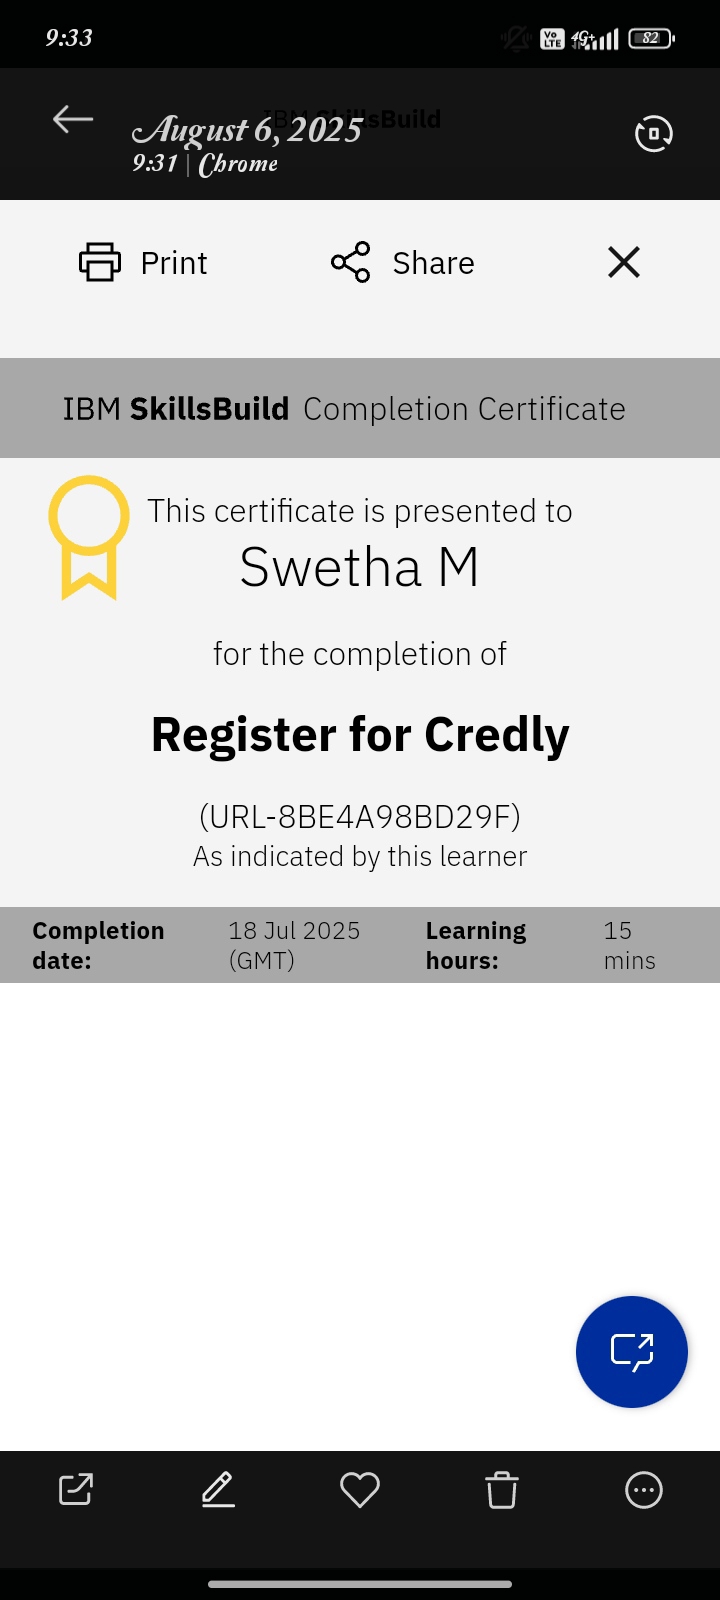 9:33
Vo LTE 4G+ 82
IBM SkillsBuild
August 6, 2025
9:31 | Chrome
Print Share
IBM SkillsBuild Completion Certificate
This certificate is presented to
Swetha M
for the completion of
Register for Credly
(URL-8BE4A98BD29F)
As indicated by this learner
Completion date: 18 Jul 2025 (GMT) Learning hours: 15 mins